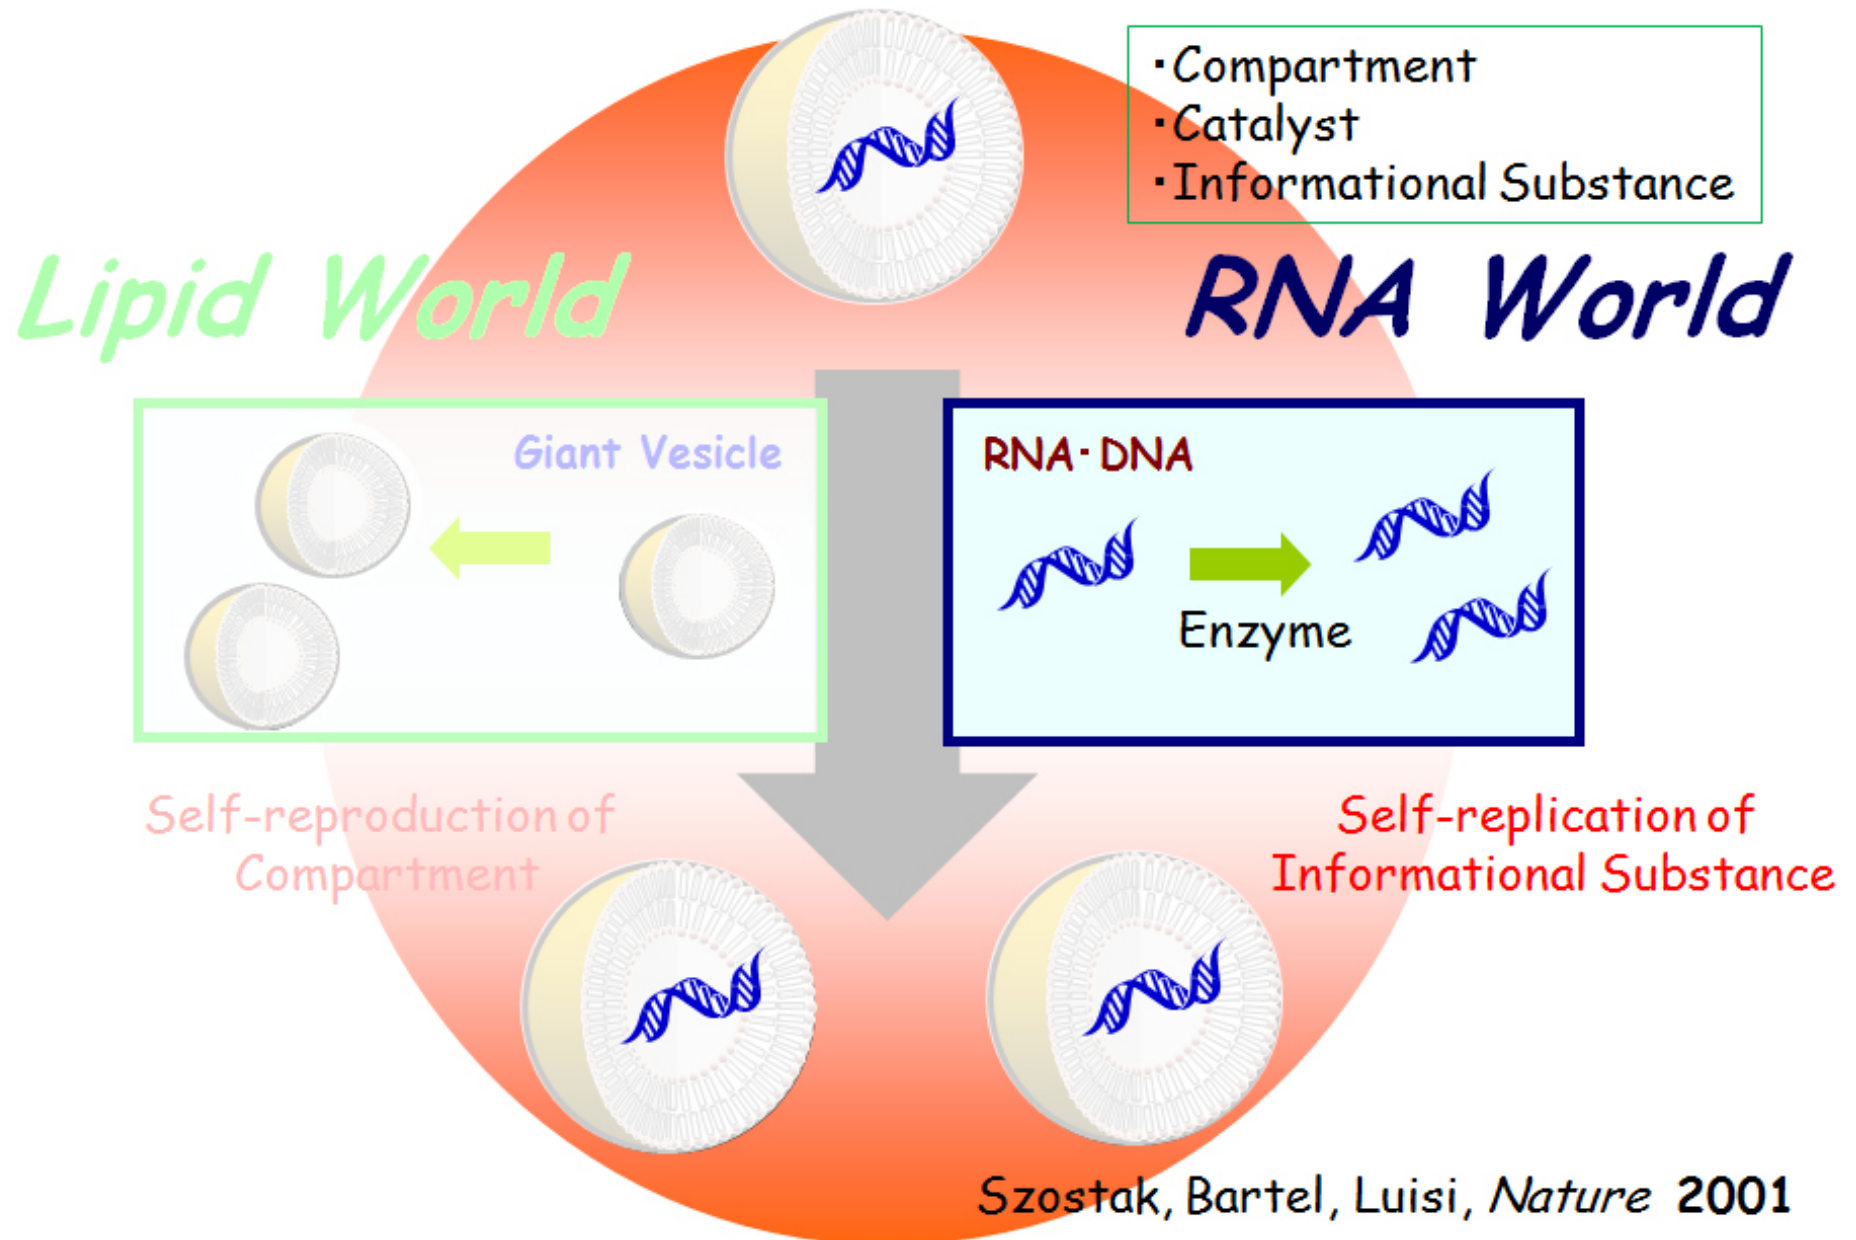 ・Compartment
・Catalyst
・Informational Substance
Lipid World
RNA World
Giant Vesicle
RNA・DNA
Enzyme
Self-reproduction of
Compartment
Self-replication of
Informational Substance
Szostak, Bartel, Luisi, Nature 2001